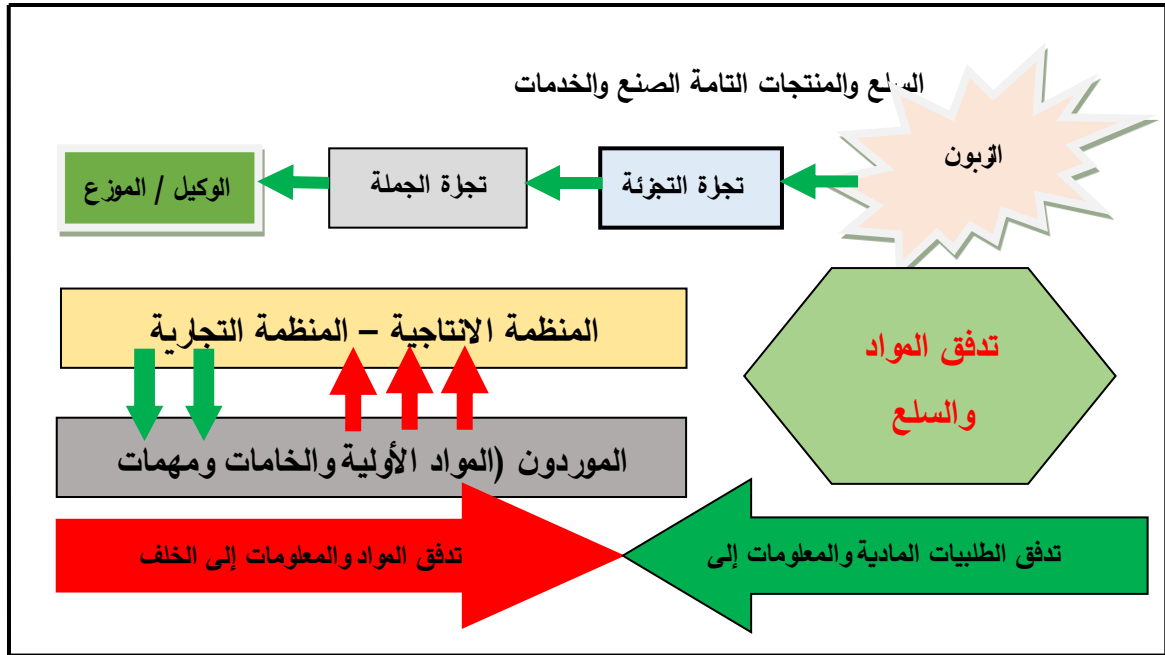 السلع والمنتجات التامة الصنع والخدمات
الزبون
تجارة التجزئة
تجارة الجملة
الوكيل / الموزع
المنظمة الانتاجية – المنظمة التجارية
تدفق المواد
والسلع
الموردون (المواد الأولية والخامات ومهمات
تدفق الطلبيات المادية والمعلومات إلى
تدفق المواد والمعلومات إلى الخلف